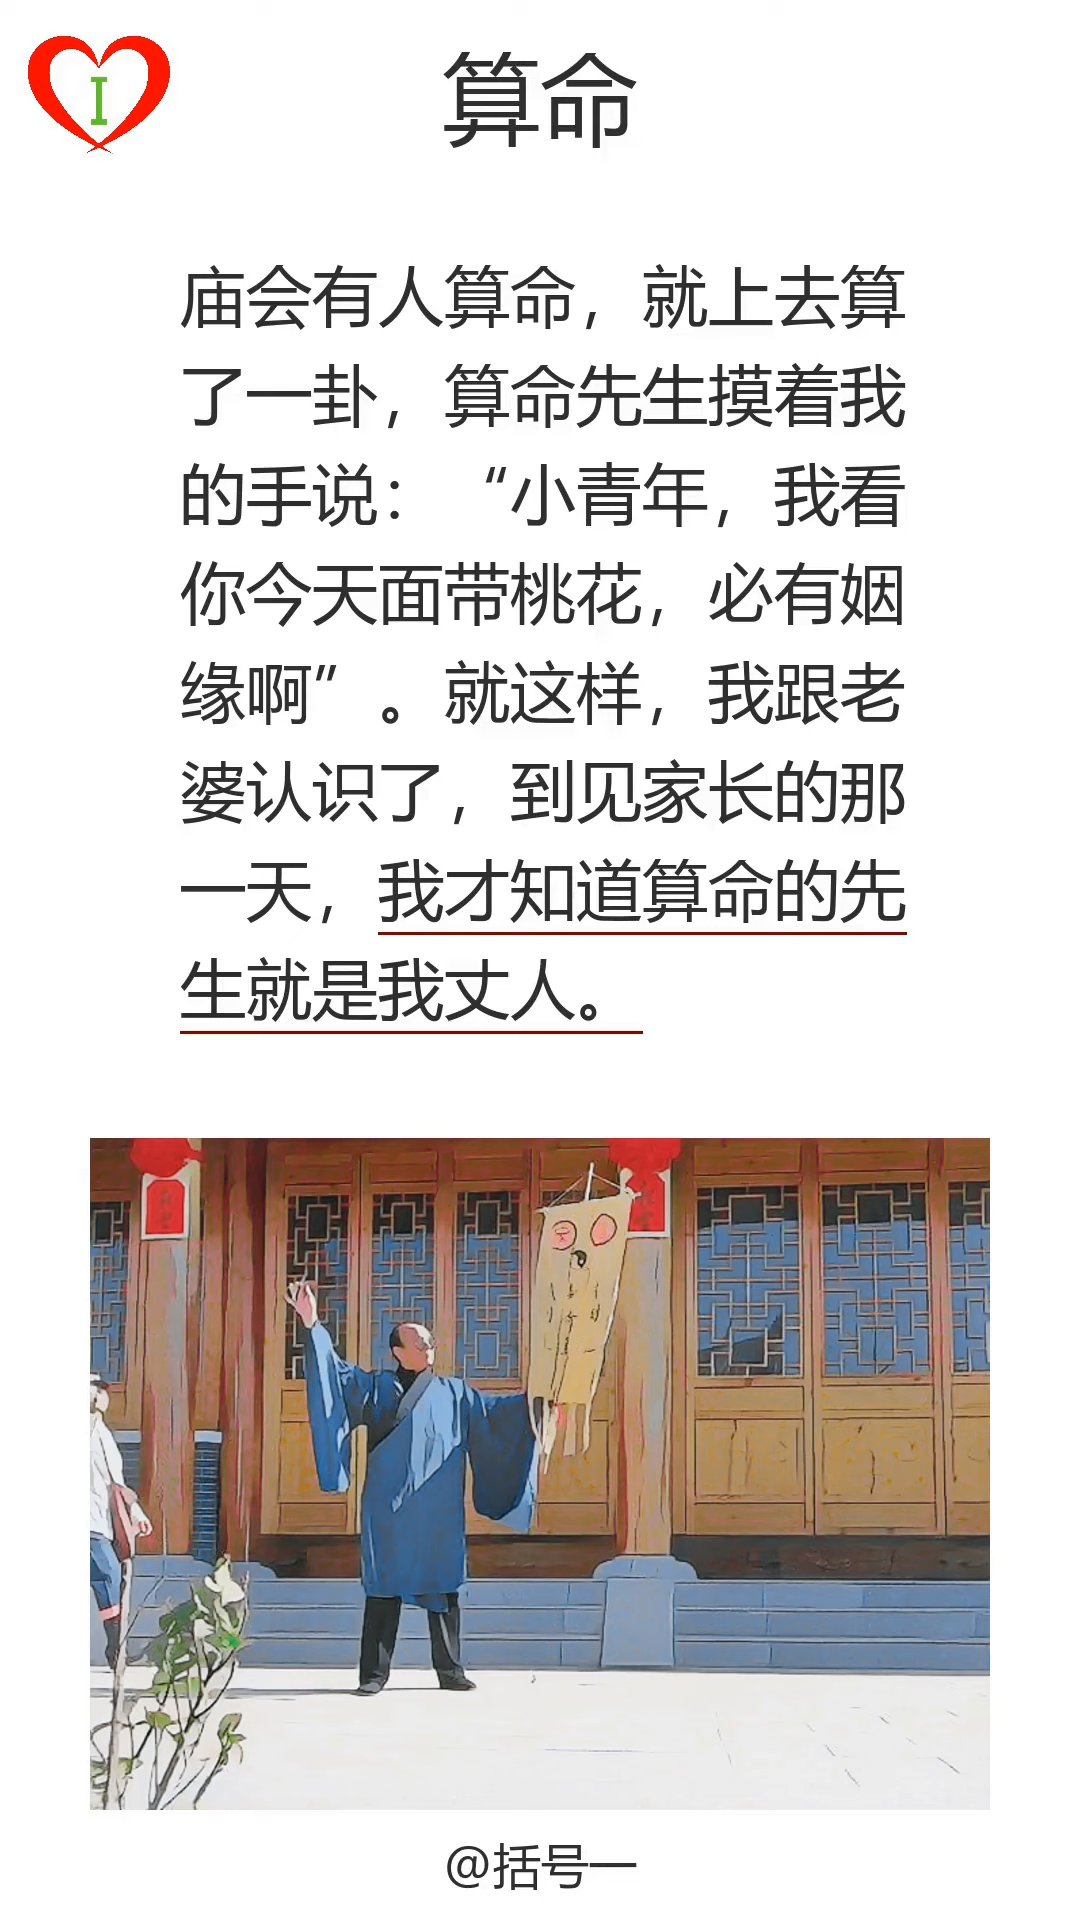 I
算命
庙会有人算命，就上去算
了一卦，算命先生摸着我
的手说：“小青年，我看
你今天面带桃花，必有姻
缘啊”。就这样，我跟老
婆认识了，到见家长的那
一天，我才知道算命的先
生就是我丈人。
@括号一